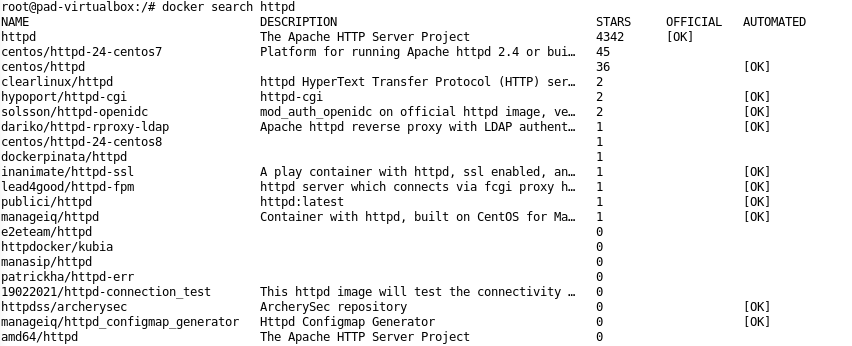 root@pad-virtualbox:/# docker search httpd
NAME DESCRIPTION STARS OFFICIAL AUTOMATED
httpd The Apache HTTP Server Project 4342 [OK]
centos/httpd-24-centos7 Platform for running Apache httpd 2.4 or bui… 45
centos/httpd 36 [OK]
clearlinux/httpd httpd HyperText Transfer Protocol (HTTP) ser… 2
hypoport/httpd-cgi httpd-cgi 2 [OK]
solsson/httpd-openidc mod_auth_openidc on official httpd image, ve… 2 [OK]
dariko/httpd-rproxy-ldap Apache httpd reverse proxy with LDAP authent… 1 [OK]
centos/httpd-24-centos8 1
dockerpinata/httpd 1
inanimate/httpd-ssl A play container with httpd, ssl enabled, an… 1 [OK]
lead4good/httpd-fpm httpd server which connects via fcgi proxy h… 1 [OK]
publici/httpd httpd:latest 1 [OK]
manageiq/httpd Container with httpd, built on CentOS for Ma… 1 [OK]
e2eteam/httpd 0
httpdocker/kubia 0
manasip/httpd 0
patrickha/httpd-err 0
19022021/httpd-connection_test This httpd image will test the connectivity … 0
httpdss/archerysec ArcherySec repository 0 [OK]
manageiq/httpd_configmap_generator Httpd Configmap Generator 0 [OK]
amd64/httpd The Apache HTTP Server Project 0